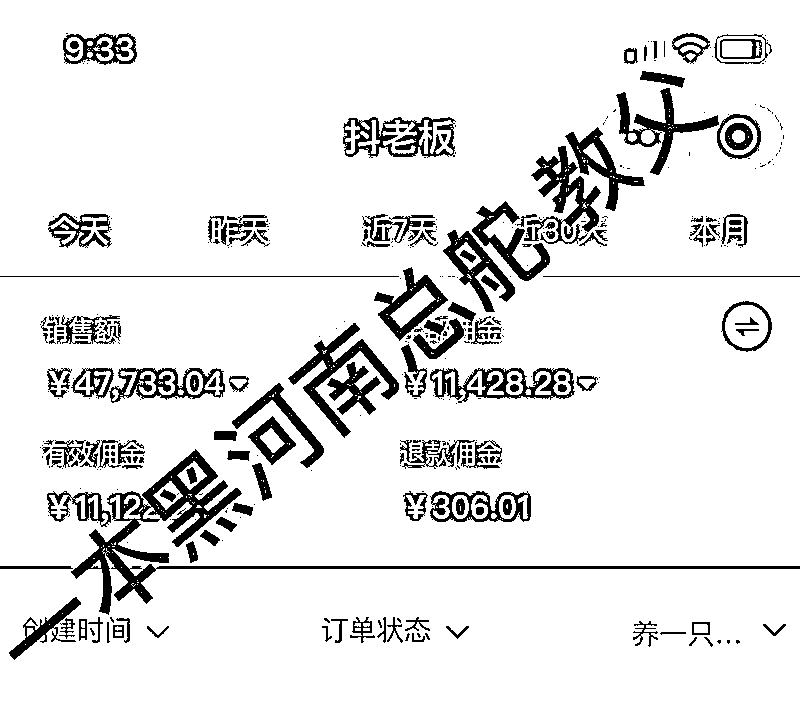 9:33
抖老板
今天 昨天 近7天 近30天 本月
销售额 佣金
¥47,733.04 ¥11,428.28
有效佣金 退款佣金
¥11,122 ¥306.01
创建时间 订单状态 养一只...
一本黑河南总舵教父